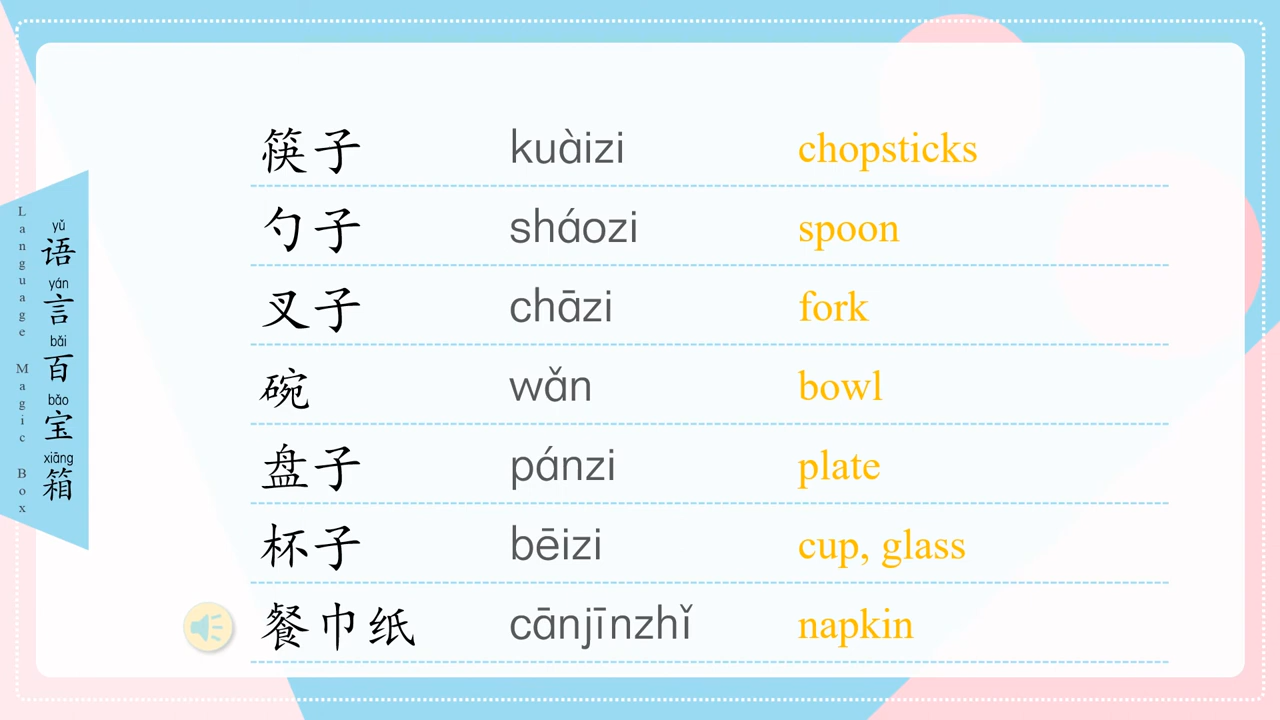 Language Magic Box
yǔ yán bǎi bǎo xiāng
语言百宝箱
筷子 kuàizi chopsticks
勺子 sháozi spoon
叉子 chāzi fork
碗 wǎn bowl
盘子 pánzi plate
杯子 bēizi cup, glass
餐巾纸 cānjīnzhǐ napkin